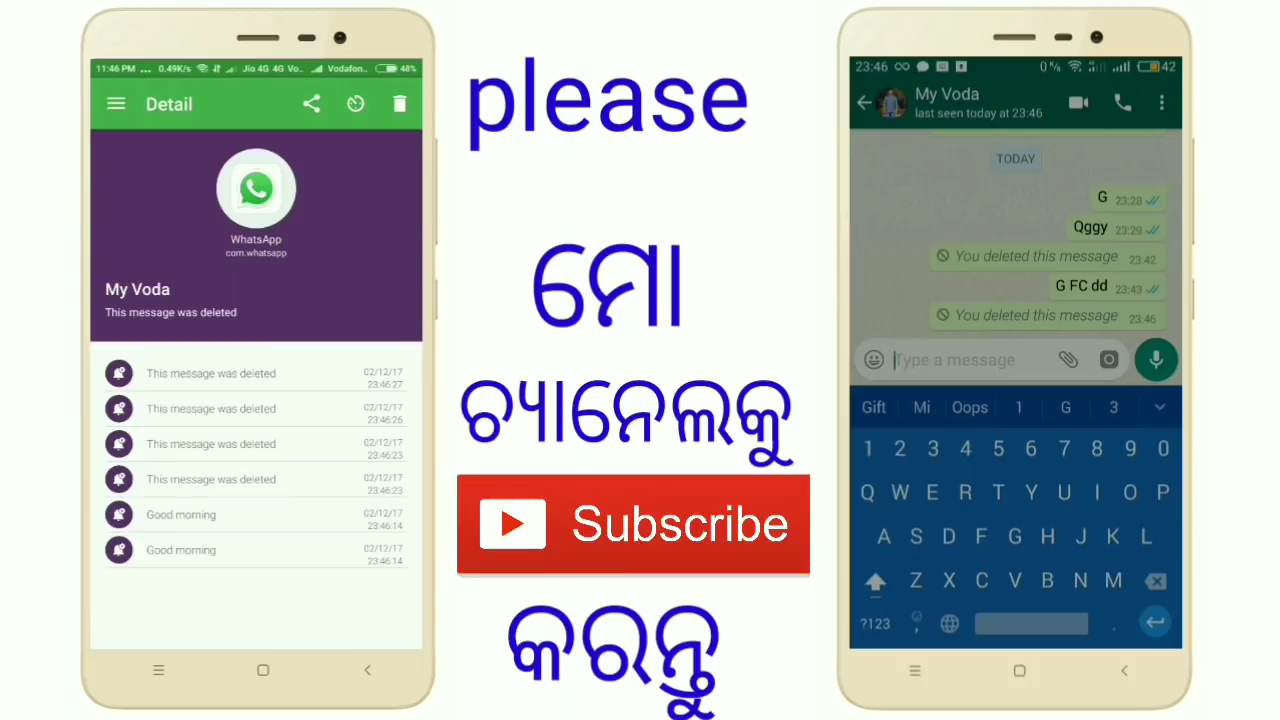 11:46 PM ... 0.49K/s Jio 4G 4G Vo... Vodafon... 48%
Detail
WhatsApp
com.whatsapp
My Voda
This message was deleted
This message was deleted 02/12/17 23:46:27
This message was deleted 02/12/17 23:46:26
This message was deleted 02/12/17 23:46:23
This message was deleted 02/12/17 23:46:23
Good morning 02/12/17 23:46:14
Good morning 02/12/17 23:46:14
please
ମୋ
ଚ୍ୟାନେଲକୁ
Subscribe
କରନ୍ତୁ
23:46 42
My Voda
last seen today at 23:46
TODAY
G 23:28
Qggy 23:29
You deleted this message 23:42
G FC dd 23:43
You deleted this message 23:46
Type a message
Gift Mi Oops 1 G 3
1 2 3 4 5 6 7 8 9 0
Q W E R T Y U I O P
A S D F G H J K L
Z X C V B N M
?123 , .